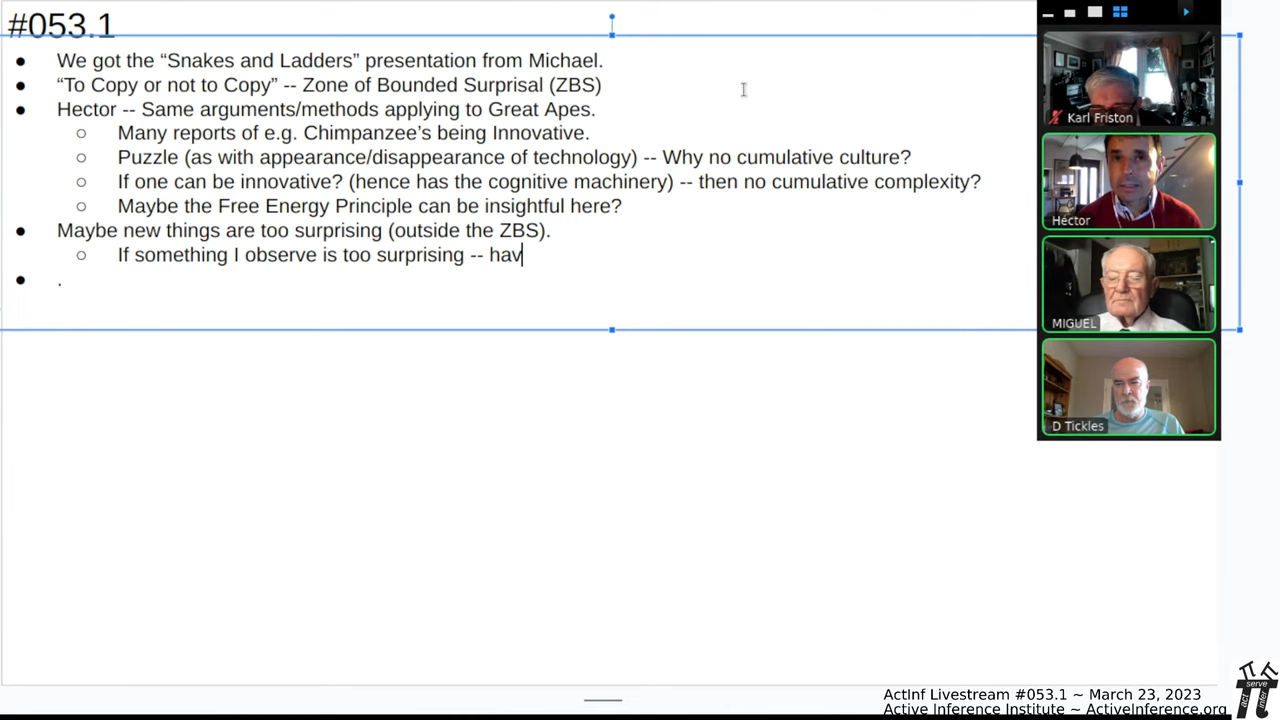 #053.1
● We got the “Snakes and Ladders” presentation from Michael.
● “To Copy or not to Copy” -- Zone of Bounded Surprisal (ZBS)
● Hector -- Same arguments/methods applying to Great Apes.
○ Many reports of e.g. Chimpanzee’s being Innovative.
○ Puzzle (as with appearance/disappearance of technology) -- Why no cumulative culture?
○ If one can be innovative? (hence has the cognitive machinery) -- then no cumulative complexity?
○ Maybe the Free Energy Principle can be insightful here?
● Maybe new things are too surprising (outside the ZBS).
○ If something I observe is too surprising -- hav
● .
Karl Friston
Héctor
MIGUEL
D Tickles
ActInf Livestream #053.1 ~ March 23, 2023
Active Inference Institute ~ ActiveInference.org
serve
act
infer